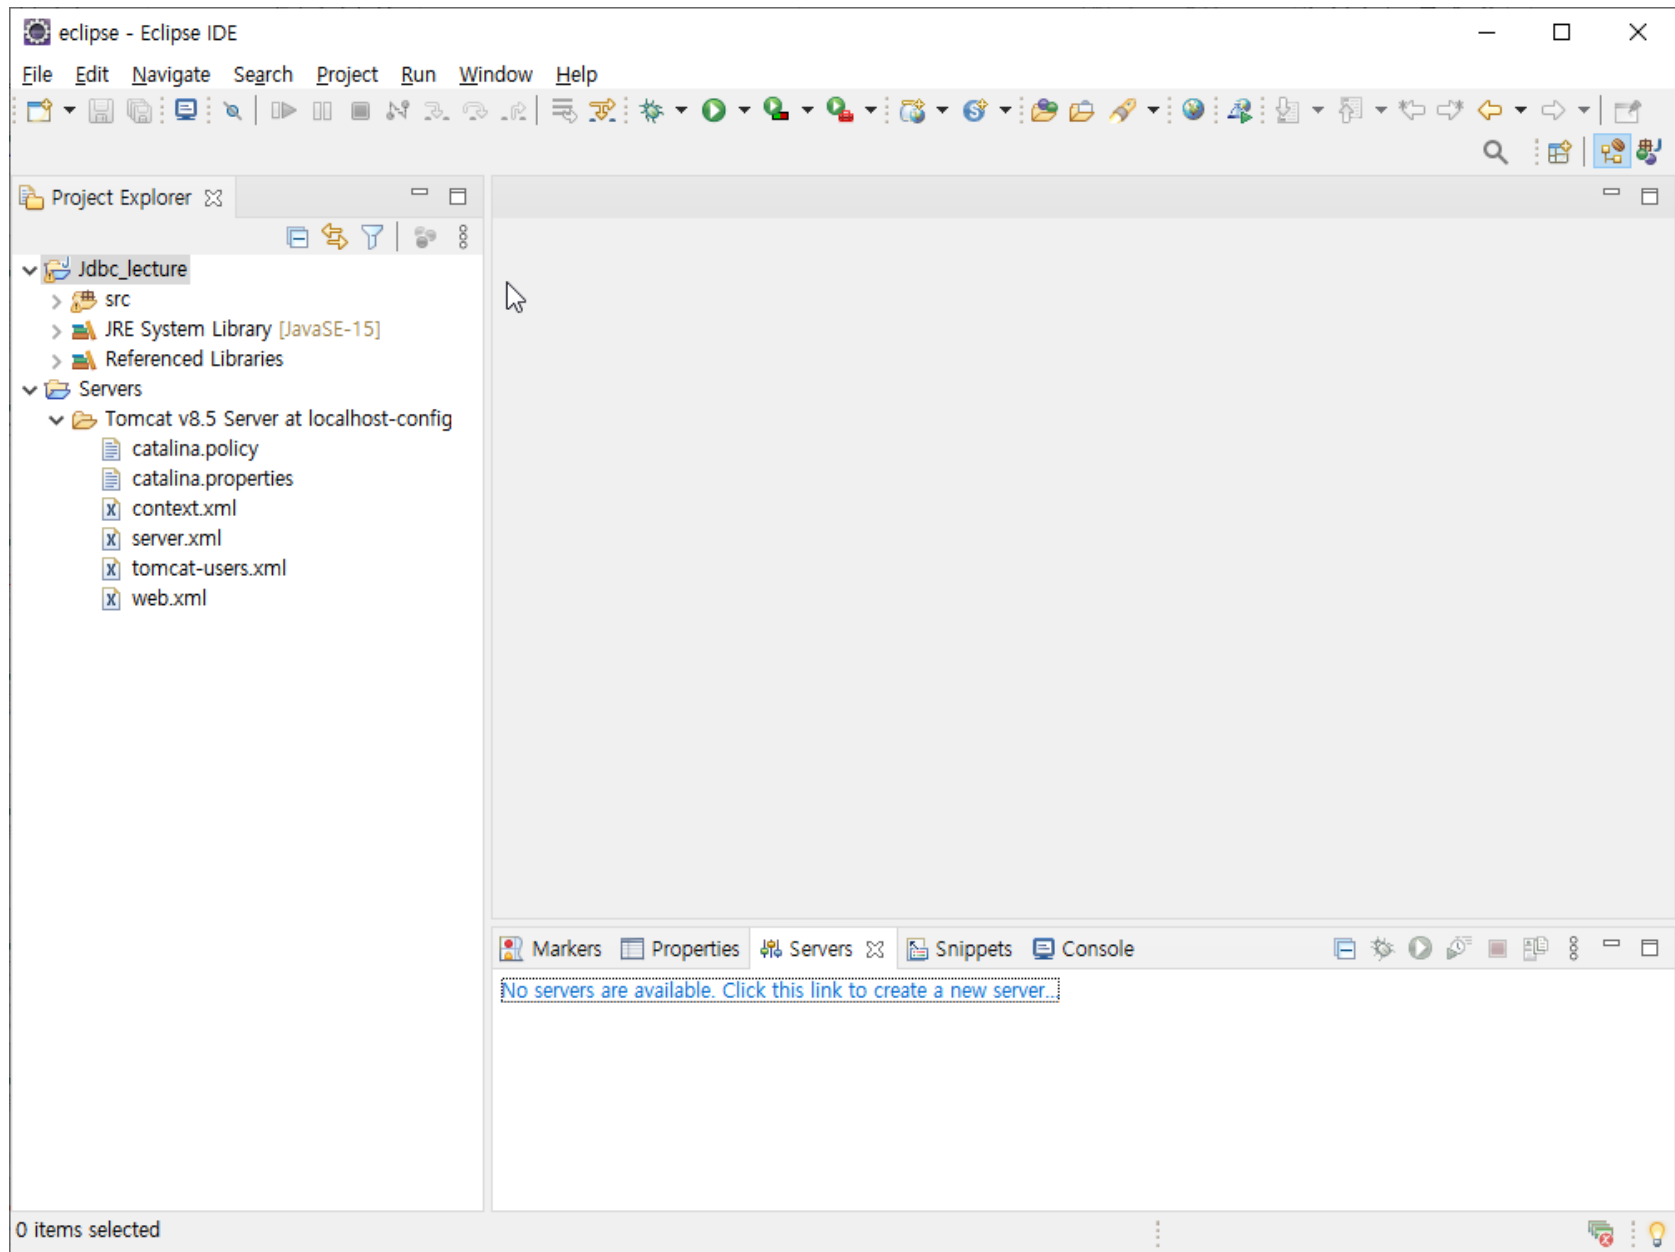 eclipse - Eclipse IDE
File Edit Navigate Search Project Run Window Help
Project Explorer
Jdbc_lecture
src
JRE System Library [JavaSE-15]
Referenced Libraries
Servers
Tomcat v8.5 Server at localhost-config
catalina.policy
catalina.properties
context.xml
server.xml
tomcat-users.xml
web.xml
Markers Properties Servers Snippets Console
No servers are available. Click this link to create a new server...
0 items selected